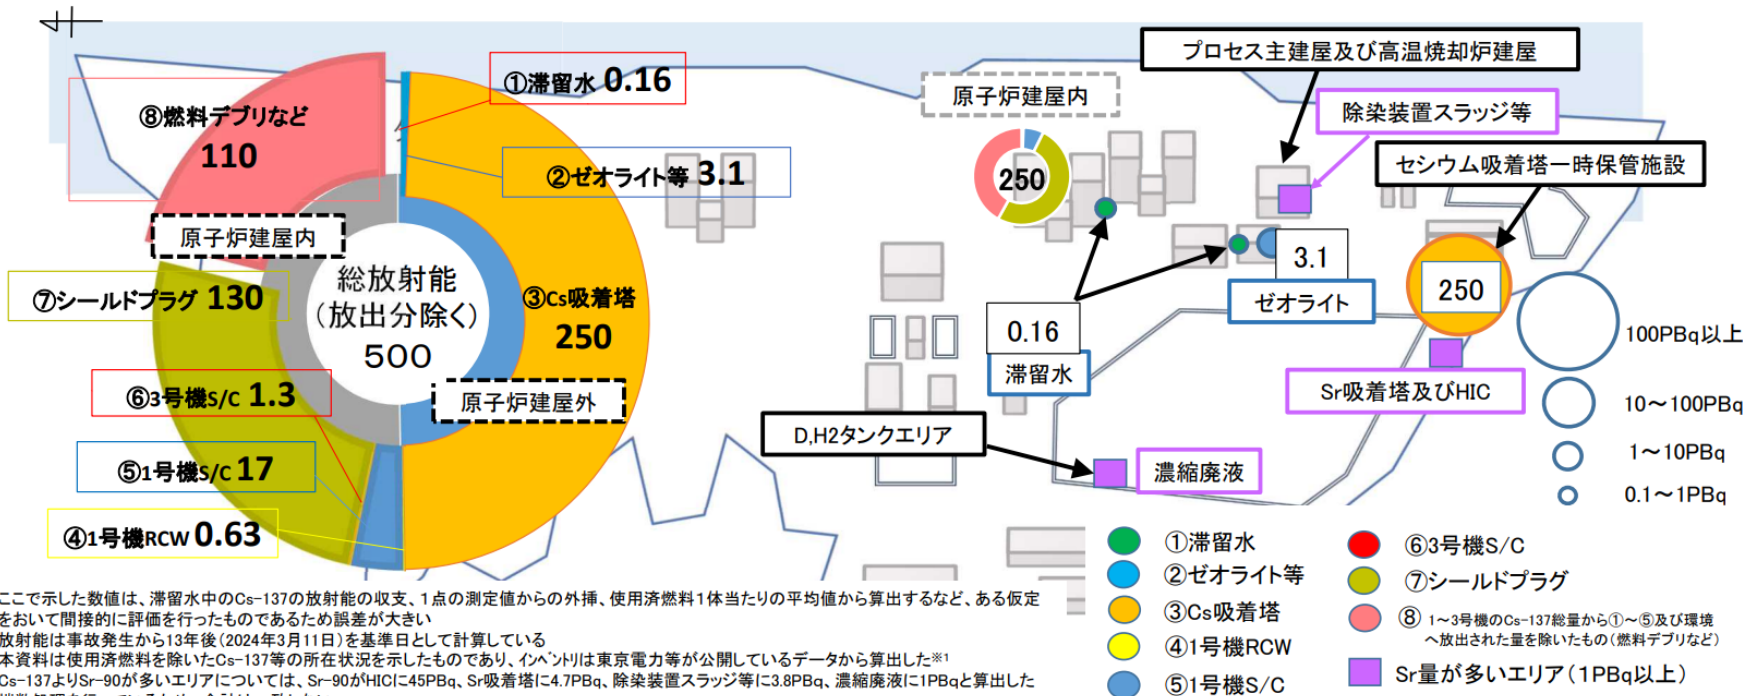 ①滞留水 0.16
⑧燃料デブリなど
110
②ゼオライト等 3.1
原子炉建屋内
総放射能
(放出分除く)
500
⑦シールドプラグ 130
③Cs吸着塔
250
⑥3号機S/C 1.3
原子炉建屋外
⑤1号機S/C 17
④1号機RCW 0.63
プロセス主建屋及び高温焼却炉建屋
原子炉建屋内
除染装置スラッジ等
セシウム吸着塔一時保管施設
250
3.1
ゼオライト
250
0.16
滞留水
Sr吸着塔及びHIC
D,H2タンクエリア
濃縮廃液
100PBq以上
10～100PBq
1～10PBq
0.1～1PBq
①滞留水
②ゼオライト等
③Cs吸着塔
④1号機RCW
⑤1号機S/C
⑥3号機S/C
⑦シールドプラグ
⑧ 1～3号機のCs-137総量から①～⑤及び環境
へ放出された量を除いたもの(燃料デブリなど)
Sr量が多いエリア(1PBq以上)
ここで示した数値は、滞留水中のCs-137の放射能の収支、1点の測定値からの外挿、使用済燃料1体当たりの平均値から算出するなど、ある仮定
をおいて間接的に評価を行ったものであるため誤差が大きい
放射能は事故発生から13年後(2024年3月11日)を基準日として計算している
本資料は使用済燃料を除いたCs-137等の所在状況を示したものであり、インベントリは東京電力等が公開しているデータから算出した※1
Cs-137よりSr-90が多いエリアについては、Sr-90がHICに45PBq、Sr吸着塔に4.7PBq、除染装置スラッジ等に3.8PBq、濃縮廃液に1PBqと算出した